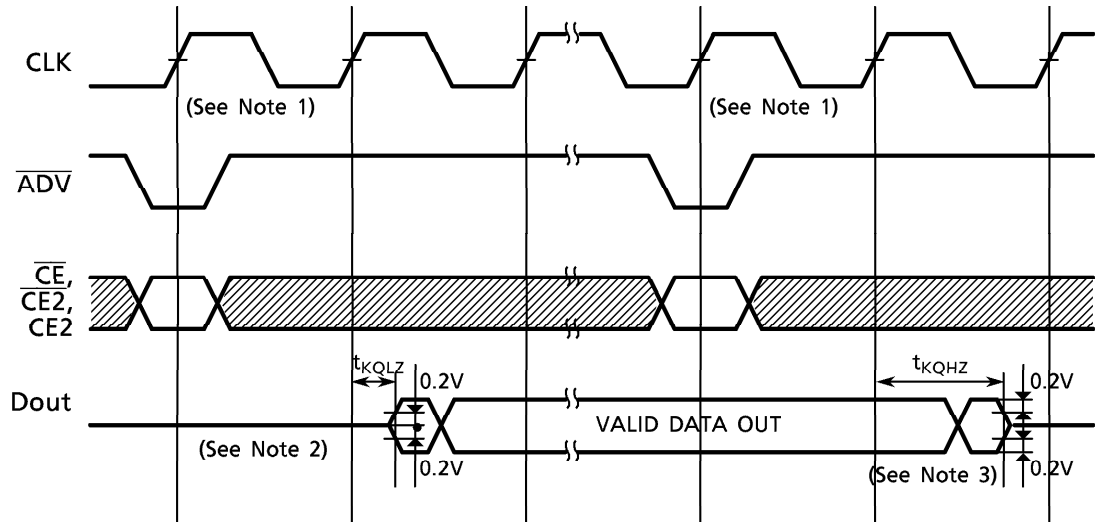 CLK
(See Note 1)
(See Note 1)
ADV
CE,
CE2,
CE2
tKQLZ
tKQHZ
0.2V
0.2V
Dout
VALID DATA OUT
(See Note 2)
0.2V
(See Note 3)
0.2V